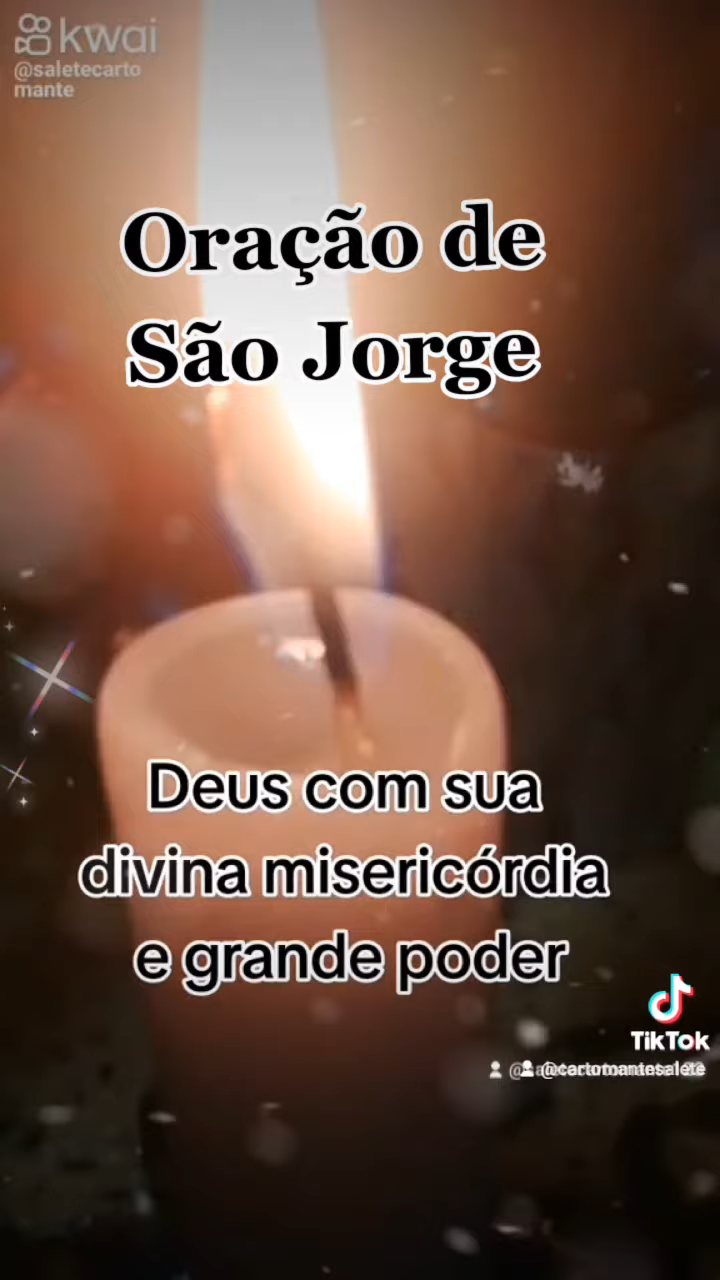 kwai
@saletecarto
mante
Oração de
São Jorge
Deus com sua
divina misericórdia
e grande poder
TikTok
@cartomantesalete